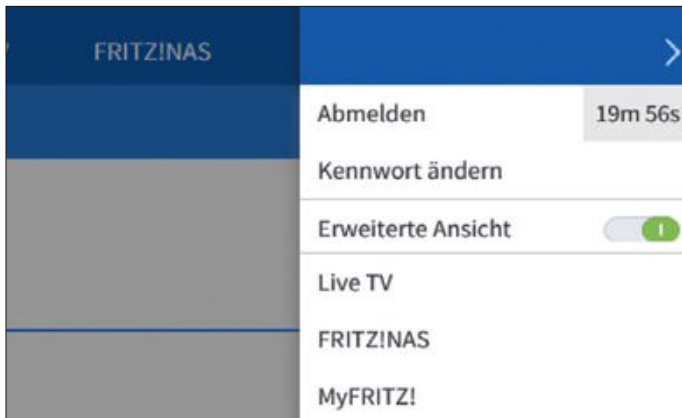 FRITZ!NAS
Abmelden 19m 56s
Kennwort ändern
Erweiterte Ansicht
Live TV
FRITZ!NAS
MyFRITZ!